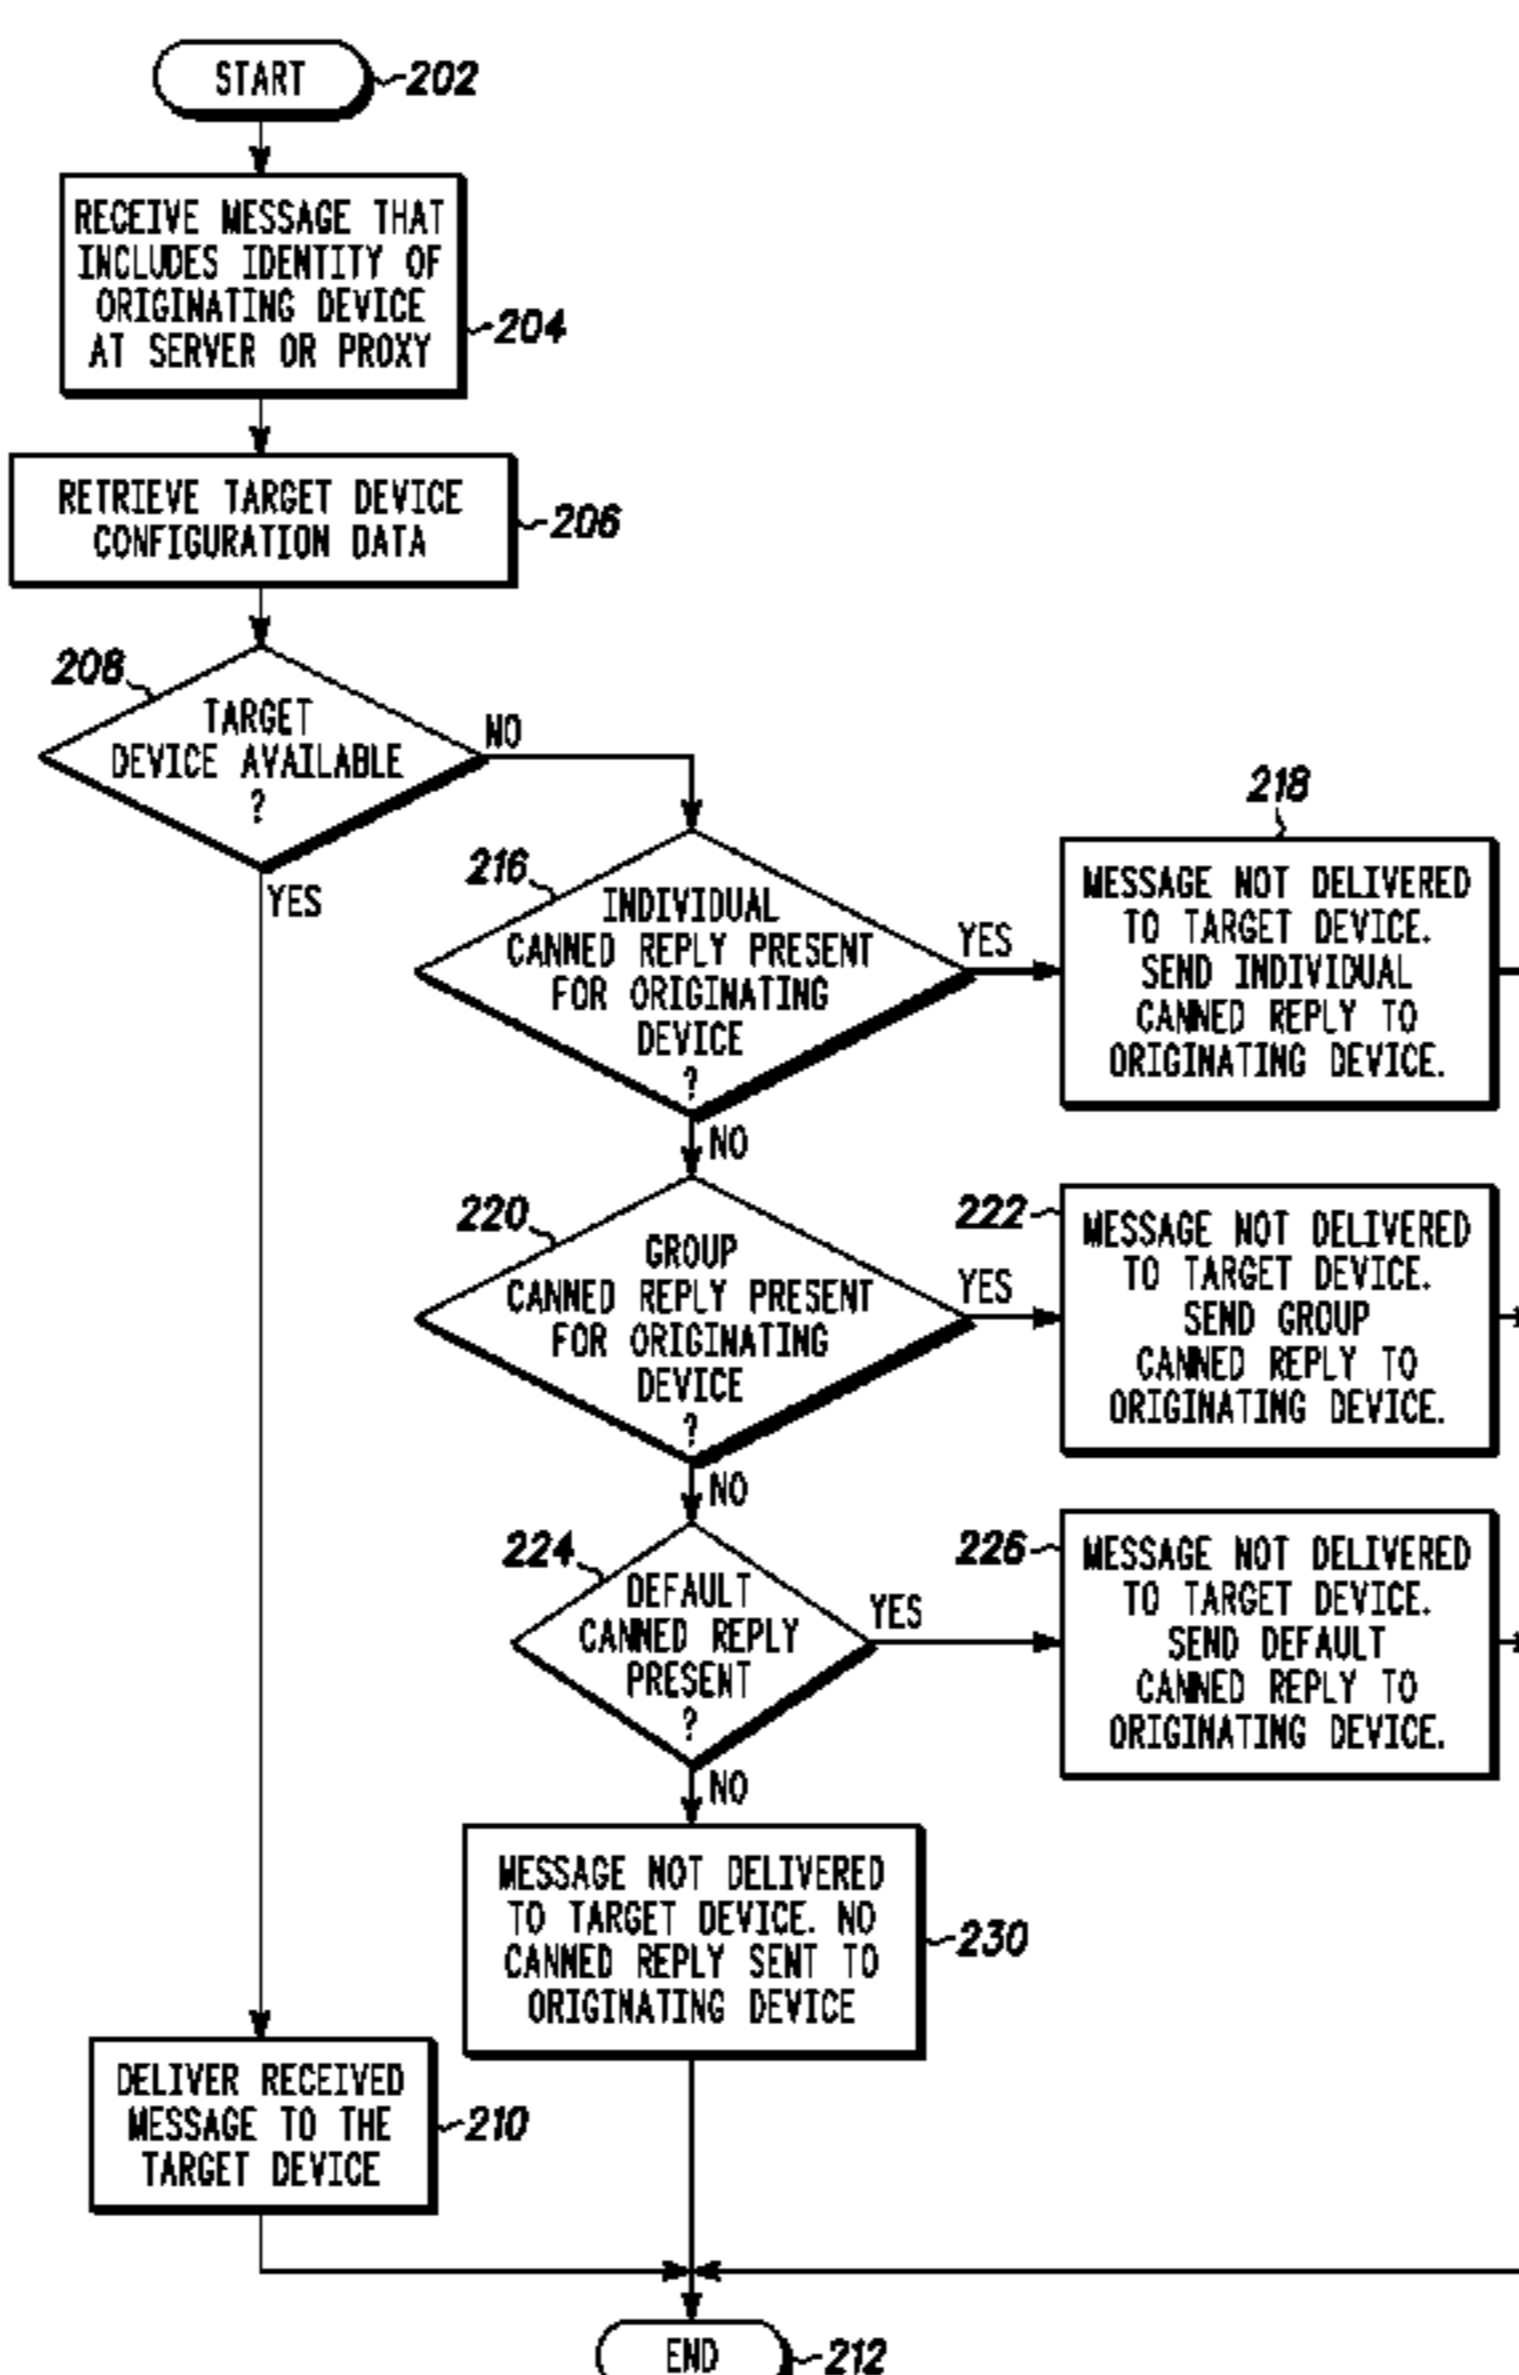 START
202
RECEIVE MESSAGE THAT
INCLUDES IDENTITY OF
ORIGINATING DEVICE
AT SERVER OR PROXY
204
RETRIEVE TARGET DEVICE
CONFIGURATION DATA
206
208
TARGET
DEVICE AVAILABLE
?
NO
YES
216
INDIVIDUAL
CANNED REPLY PRESENT
FOR ORIGINATING
DEVICE
?
YES
NO
218
MESSAGE NOT DELIVERED
TO TARGET DEVICE.
SEND INDIVIDUAL
CANNED REPLY TO
ORIGINATING DEVICE.
220
GROUP
CANNED REPLY PRESENT
FOR ORIGINATING
DEVICE
?
YES
NO
222
MESSAGE NOT DELIVERED
TO TARGET DEVICE.
SEND GROUP
CANNED REPLY TO
ORIGINATING DEVICE.
224
DEFAULT
CANNED REPLY
PRESENT
?
YES
NO
226
MESSAGE NOT DELIVERED
TO TARGET DEVICE.
SEND DEFAULT
CANNED REPLY TO
ORIGINATING DEVICE.
MESSAGE NOT DELIVERED
TO TARGET DEVICE. NO
CANNED REPLY SENT TO
ORIGINATING DEVICE
230
DELIVER RECEIVED
MESSAGE TO THE
TARGET DEVICE
210
END
212